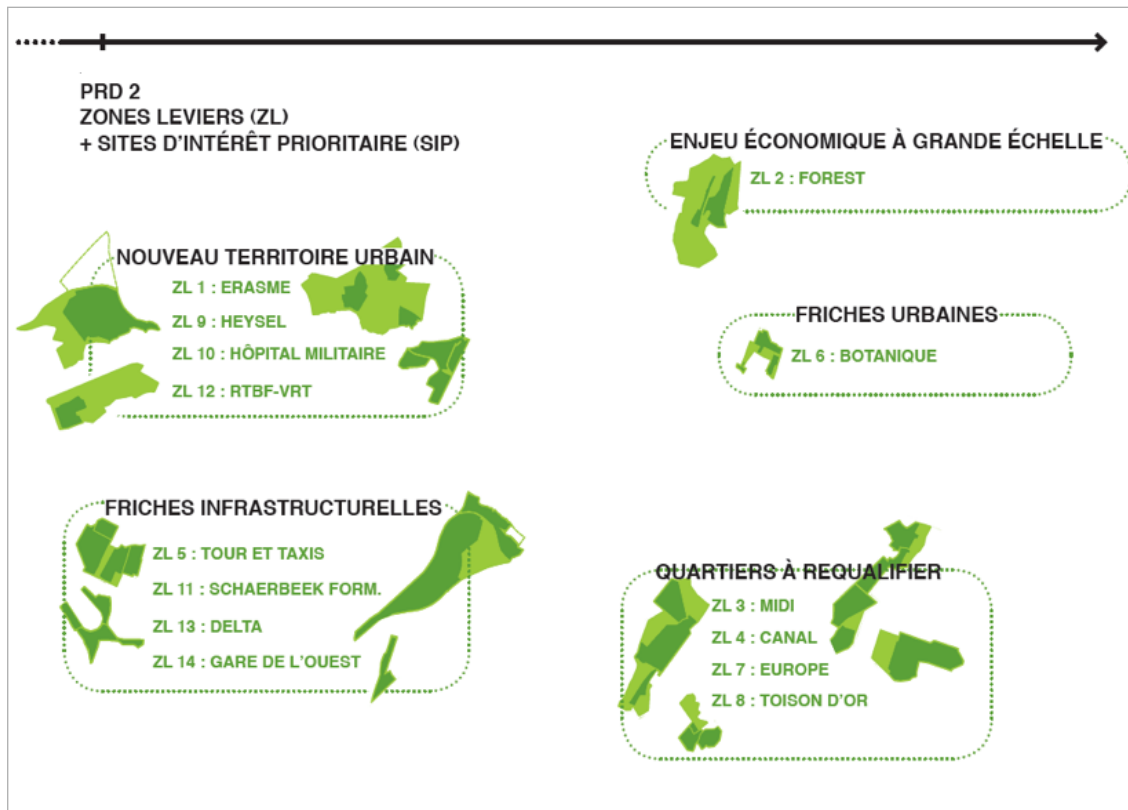 PRD 2
ZONES LEVIERS (ZL)
+ SITES D'INTÉRÊT PRIORITAIRE (SIP)
ENJEU ÉCONOMIQUE À GRANDE ÉCHELLE
ZL 2 : FOREST
NOUVEAU TERRITOIRE URBAIN
ZL 1 : ERASME
ZL 9 : HEYSEL
ZL 10 : HÔPITAL MILITAIRE
ZL 12 : RTBF-VRT
FRICHES URBAINES
ZL 6 : BOTANIQUE
FRICHES INFRASTRUCTURELLES
ZL 5 : TOUR ET TAXIS
ZL 11 : SCHAERBEEK FORM.
ZL 13 : DELTA
ZL 14 : GARE DE L'OUEST
QUARTIERS À REQUALIFIER
ZL 3 : MIDI
ZL 4 : CANAL
ZL 7 : EUROPE
ZL 8 : TOISON D'OR